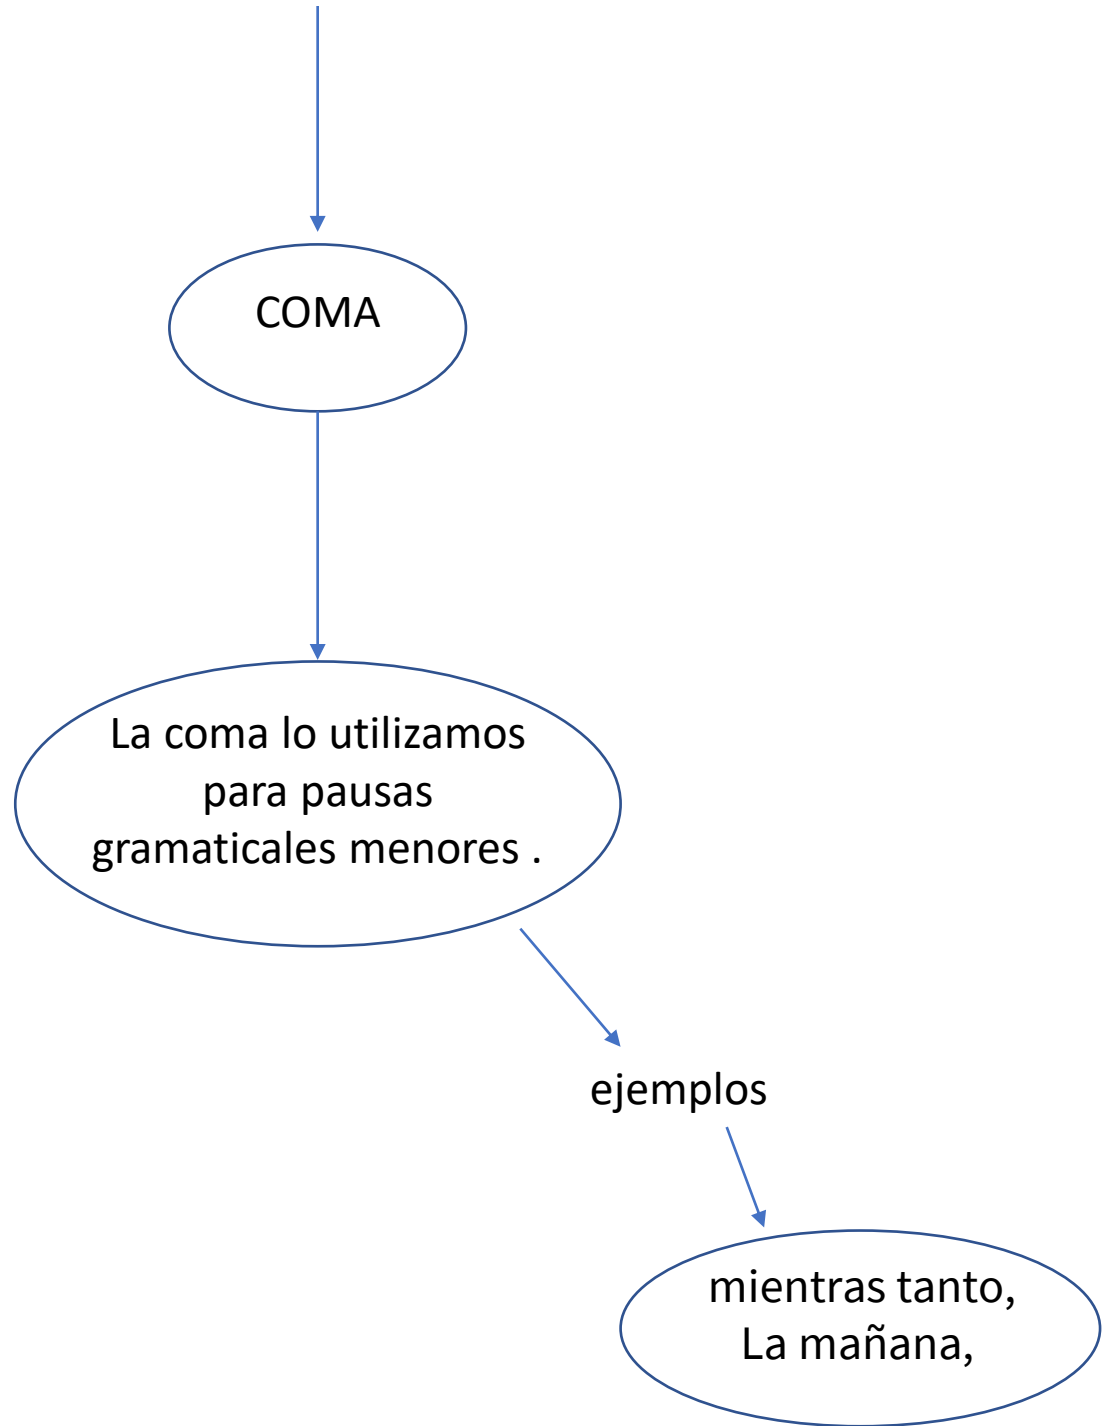 COMA
La coma lo utilizamos
para pausas
gramaticales menores .
ejemplos
mientras tanto,
La mañana,